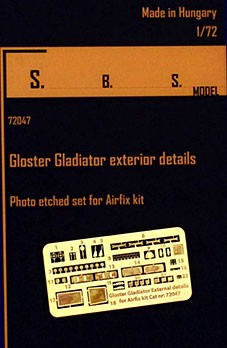 Made in Hungary
1/72
S. B. S.
MODEL
72047
Gloster Gladiator exterior details
Photo etched set for Airfix kit
Gloster Gladiator External details
for Airfix kit Cat nr: 72047